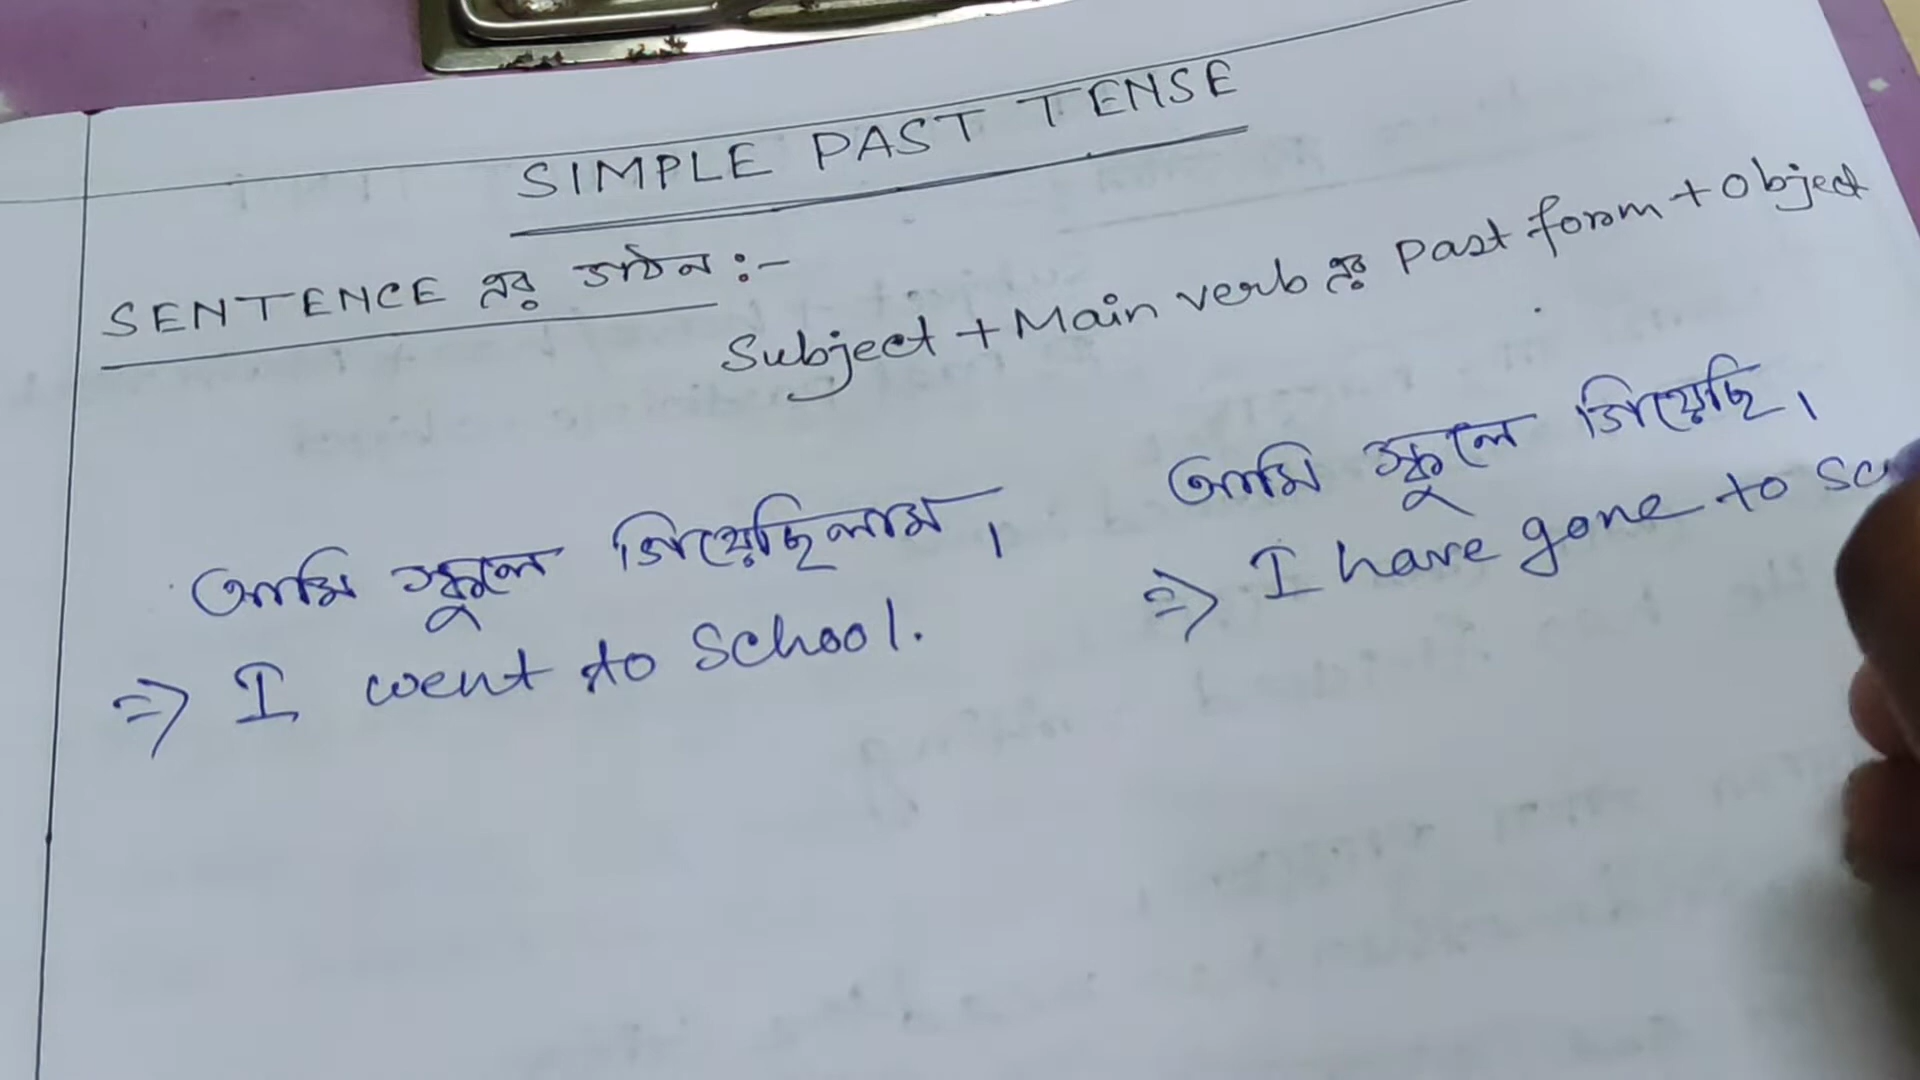 SIMPLE PAST TENSE
SENTENCE এর গঠন :-
Subject + Main verb এর Past form + Object
আমি স্কুলে গিয়েছিলাম।
⇒ I went to School.
আমি স্কুলে গিয়েছি।
⇒ I have gone to Sc